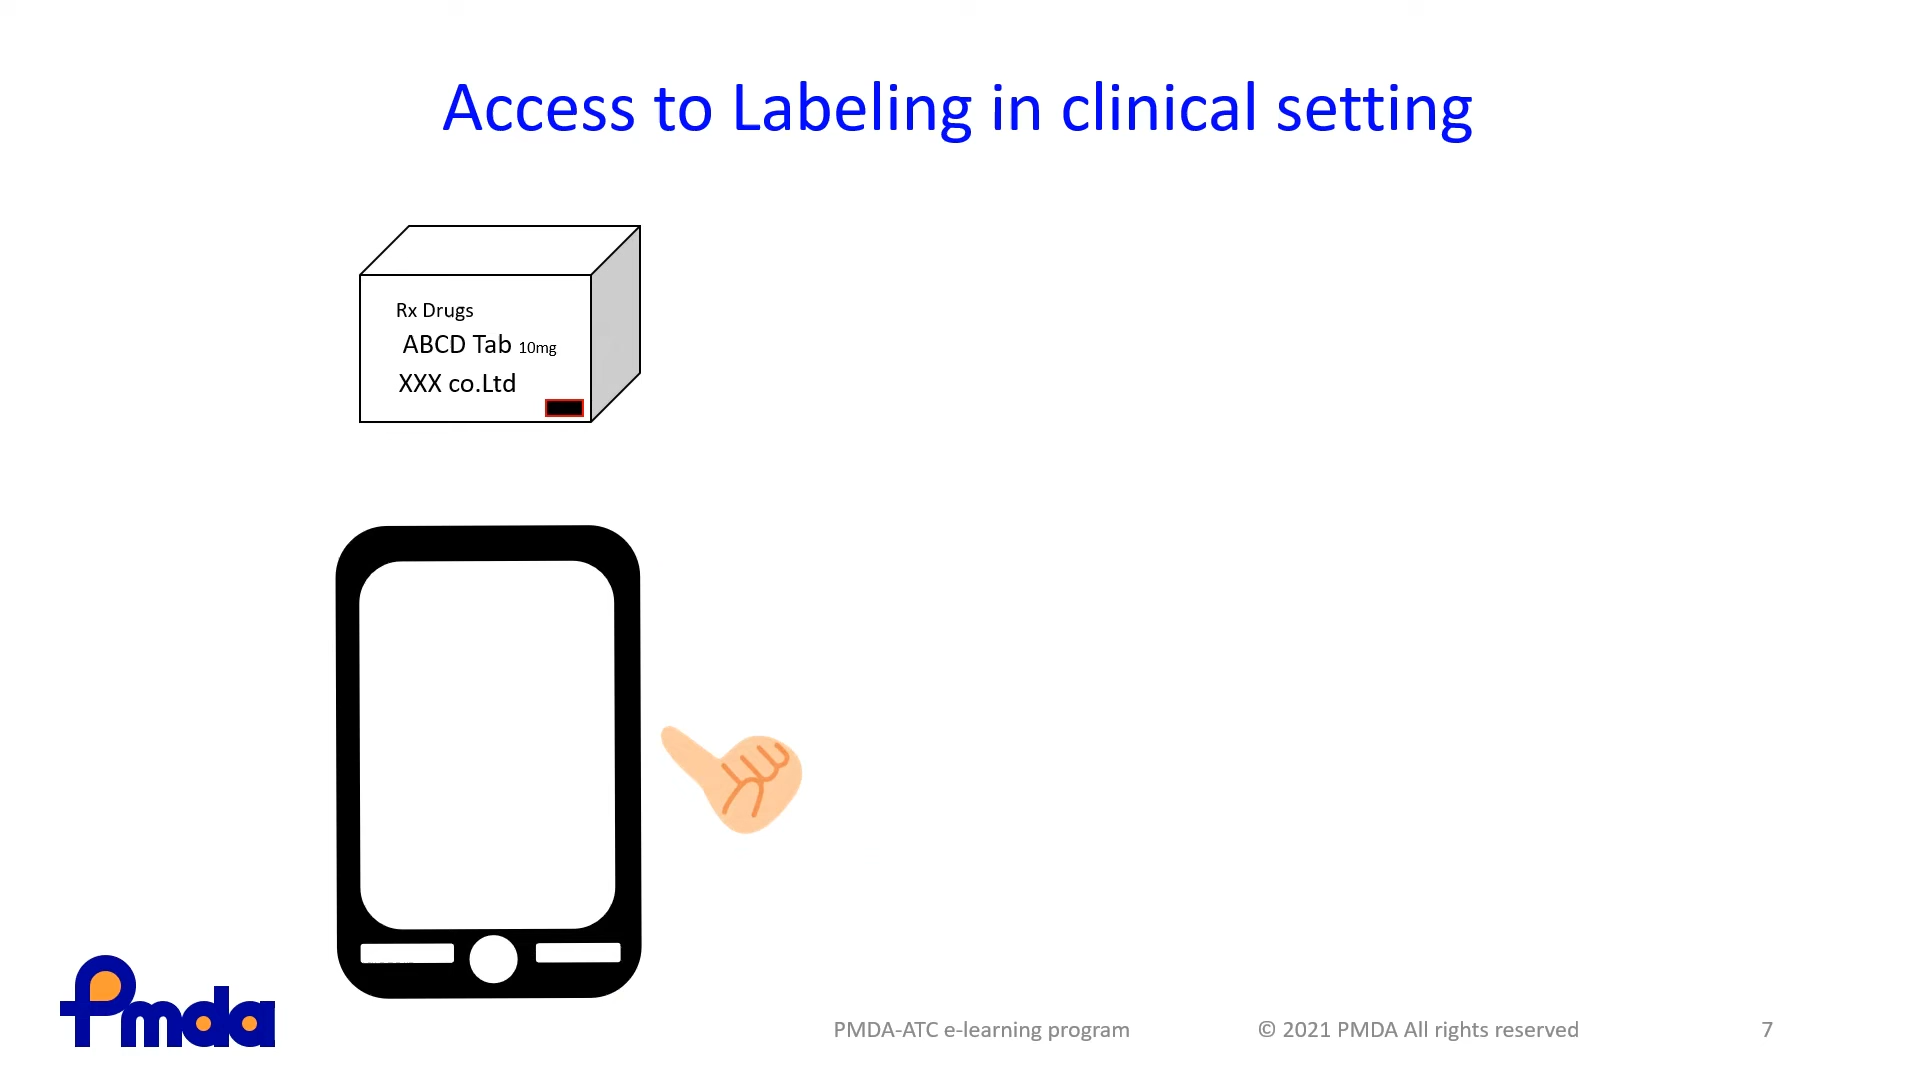 Access to Labeling in clinical setting
Rx Drugs
ABCD Tab 10mg
XXX co.Ltd
Pmda
PMDA-ATC e-learning program
© 2021 PMDA All rights reserved
7